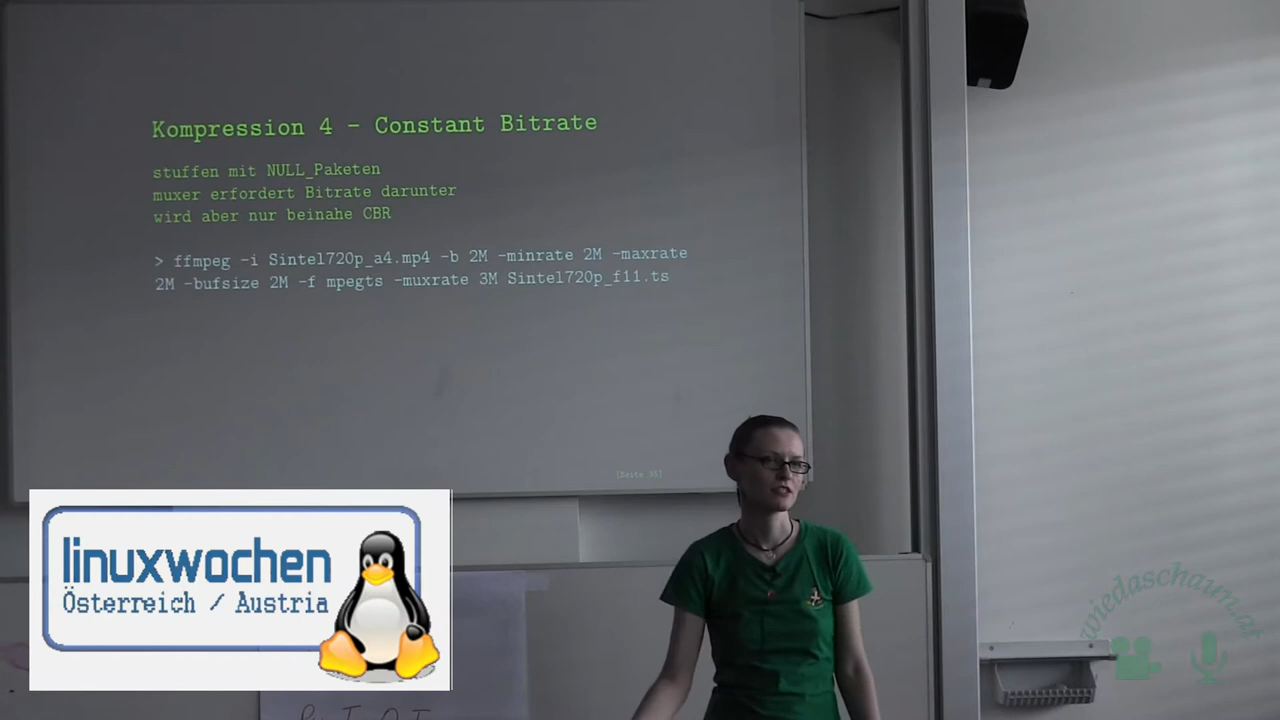 Kompression 4 - Constant Bitrate
stuffen mit NULL_Paketen
muxer erfordert Bitrate darunter
wird aber nur beinahe CBR
> ffmpeg -i Sintel720p_a4.mp4 -b 2M -minrate 2M -maxrate
2M -bufsize 2M -f mpegts -muxrate 3M Sintel720p_f11.ts
linuxwochen
Österreich / Austria
wiedaschaun.at